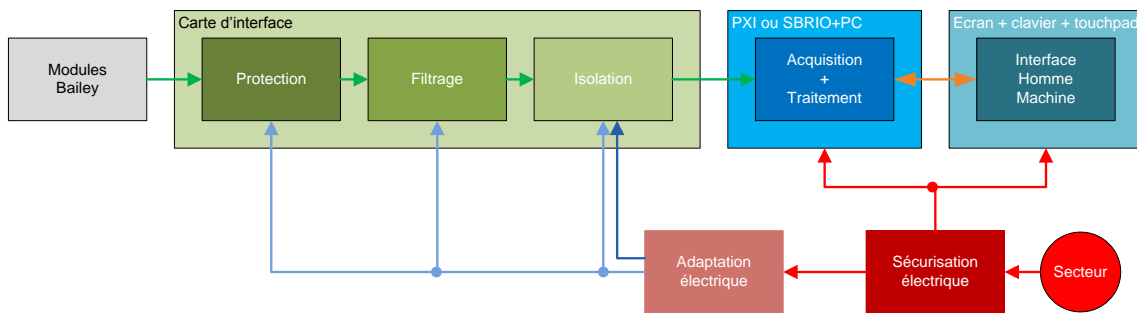 Carte d'interface
PXI ou SBRIO+PC
Ecran + clavier + touchpad
Modules
Bailey
Protection
Filtrage
Isolation
Acquisition
+
Traitement
Interface
Homme
Machine
Adaptation
électrique
Sécurisation
électrique
Secteur